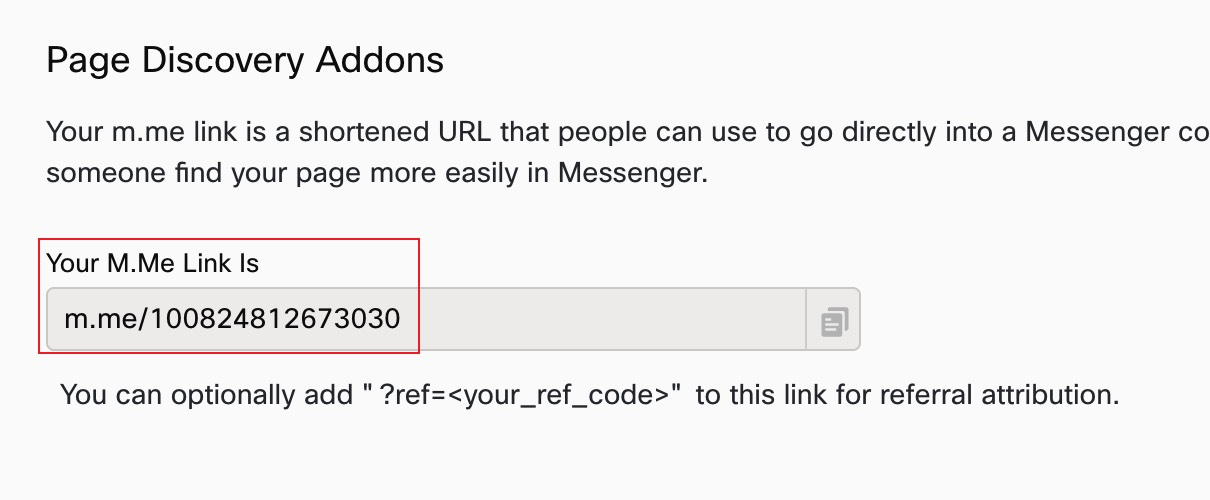 Page Discovery Addons
Your m.me link is a shortened URL that people can use to go directly into a Messenger co
someone find your page more easily in Messenger.
Your M.Me Link Is
m.me/100824812673030
You can optionally add " ?ref=<your_ref_code>" to this link for referral attribution.